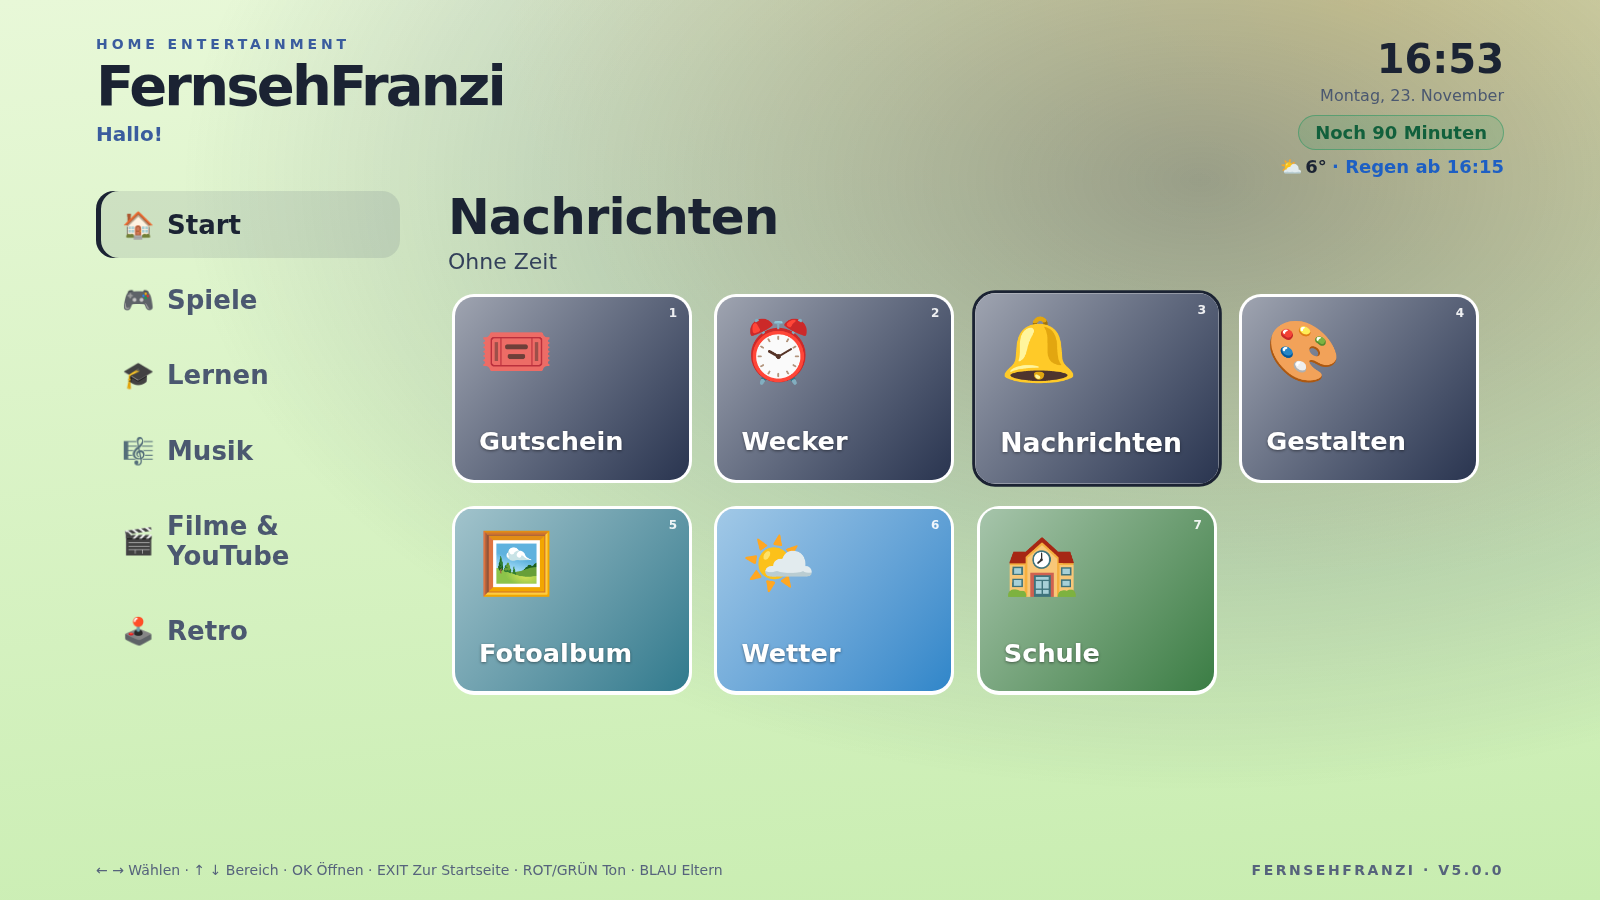 HOME ENTERTAINMENT
FernsehFranzi
Hallo!
16:53
Montag, 23. November
Noch 90 Minuten
6° · Regen ab 16:15
Start
Spiele
Lernen
Musik
Filme &
YouTube
Retro
Nachrichten
Ohne Zeit
1
Gutschein
2
Wecker
3
Nachrichten
4
Gestalten
5
Fotoalbum
6
Wetter
7
Schule
← → Wählen · ↑ ↓ Bereich · OK Öffnen · EXIT Zur Startseite · ROT/GRÜN Ton · BLAU Eltern
FERNSEHFRANZI · V5.0.0